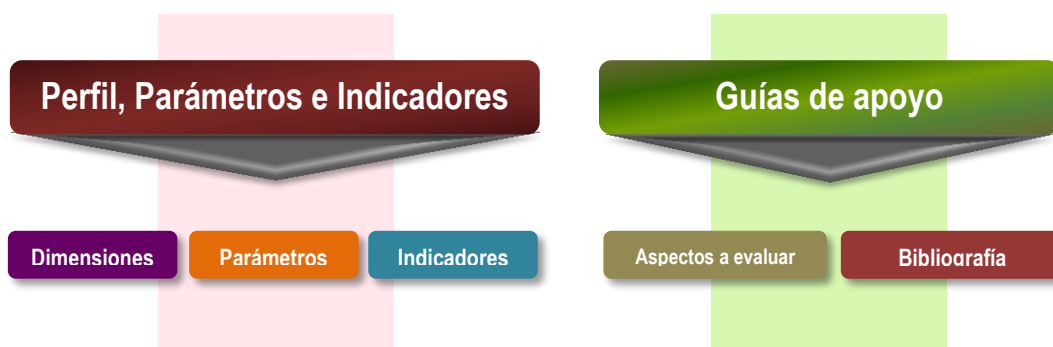 Perfil, Parámetros e Indicadores
Guías de apoyo
Dimensiones
Parámetros
Indicadores
Aspectos a evaluar
Bibliografía